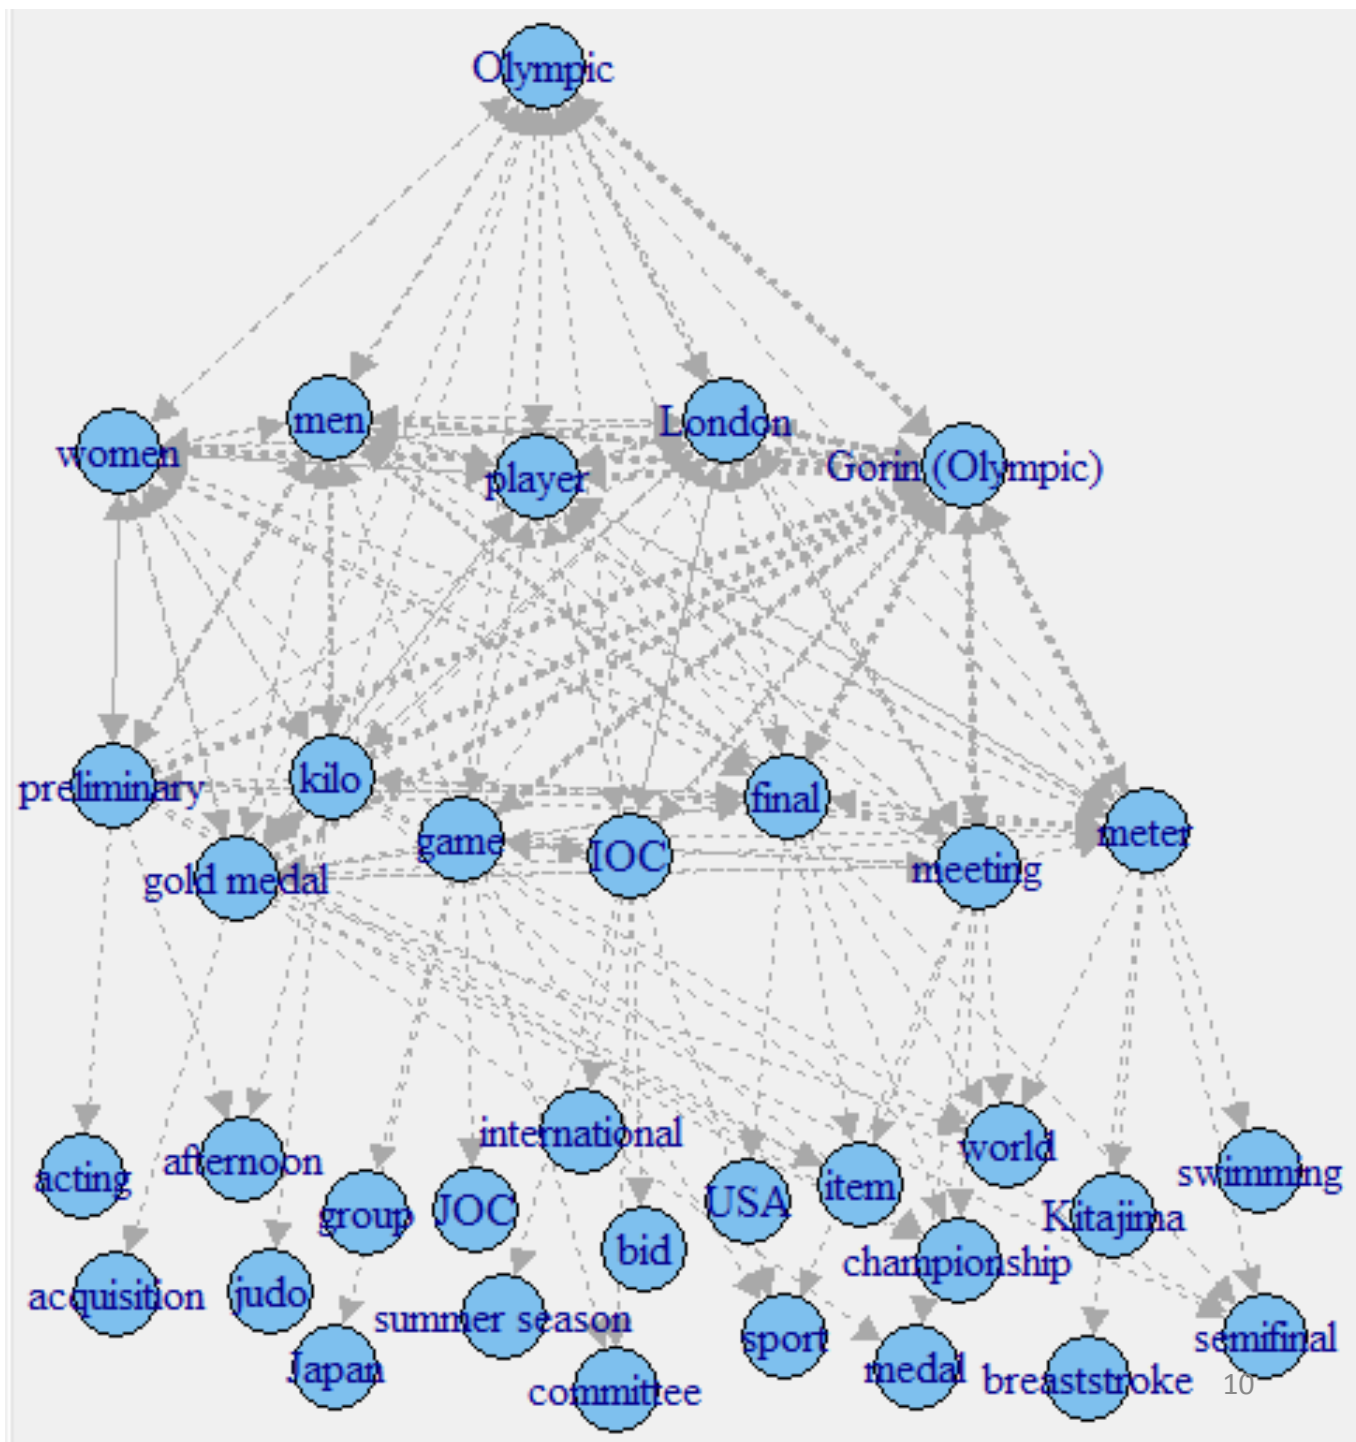 Olympic
women
men
player
London
Gorin (Olympic)
preliminary
kilo
gold medal
game
IOC
final
meeting
meter
acting
afternoon
group
JOC
international
USA
item
world
Kitajima
swimming
acquisition
judo
Japan
summer season
bid
committee
sport
championship
medal
breaststroke
semifinal
10